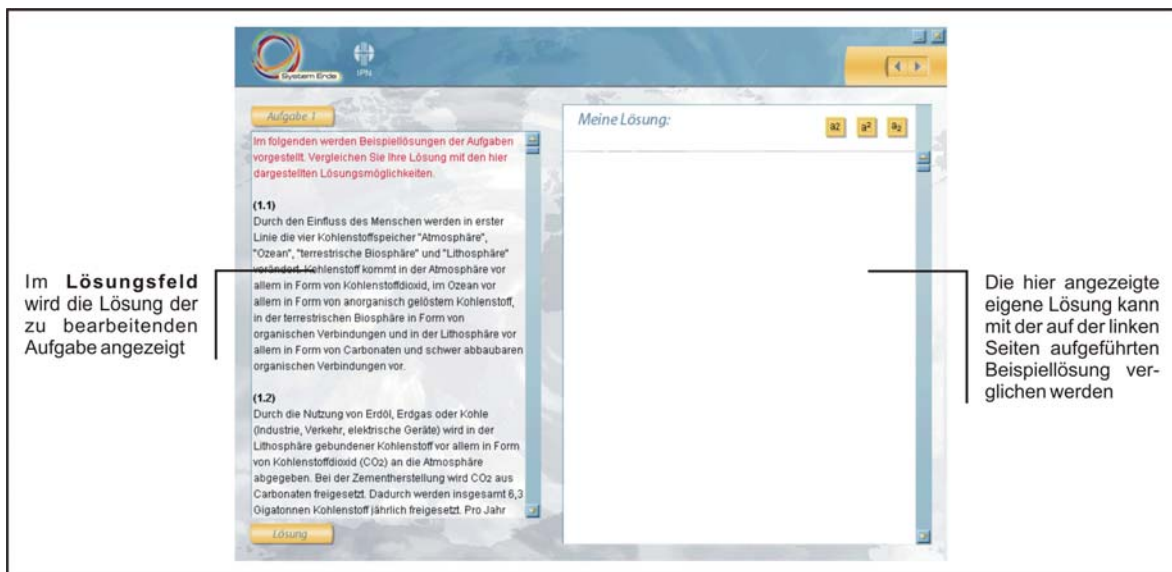 System Erde
IPN
Aufgabe 1
Im folgenden werden Beispiellösungen der Aufgaben
vorgestellt. Vergleichen Sie Ihre Lösung mit den hier
dargestellten Lösungsmöglichkeiten.
(1.1)
Durch den Einfluss des Menschen werden in erster
Linie die vier Kohlenstoffspeicher "Atmosphäre",
"Ozean", "terrestrische Biosphäre" und "Lithosphäre"
verändert. Kohlenstoff kommt in der Atmosphäre vor
allem in Form von Kohlenstoffdioxid, im Ozean vor
allem in Form von anorganisch gelöstem Kohlenstoff,
in der terrestrischen Biosphäre in Form von
organischen Verbindungen und in der Lithosphäre vor
allem in Form von Carbonaten und schwer abbaubaren
organischen Verbindungen vor.
(1.2)
Durch die Nutzung von Erdöl, Erdgas oder Kohle
(Industrie, Verkehr, elektrische Geräte) wird in der
Lithosphäre gebundener Kohlenstoff vor allem in Form
von Kohlenstoffdioxid (CO2) an die Atmosphäre
abgegeben. Bei der Zementherstellung wird CO2 aus
Carbonaten freigesetzt. Dadurch werden insgesamt 6,3
Gigatonnen Kohlenstoff jährlich freigesetzt. Pro Jahr
Lösung
Meine Lösung:
a2 a² a₂
Im Lösungsfeld
wird die Lösung der
zu bearbeitenden
Aufgabe angezeigt
Die hier angezeigte
eigene Lösung kann
mit der auf der linken
Seiten aufgeführten
Beispiellösung ver-
glichen werden